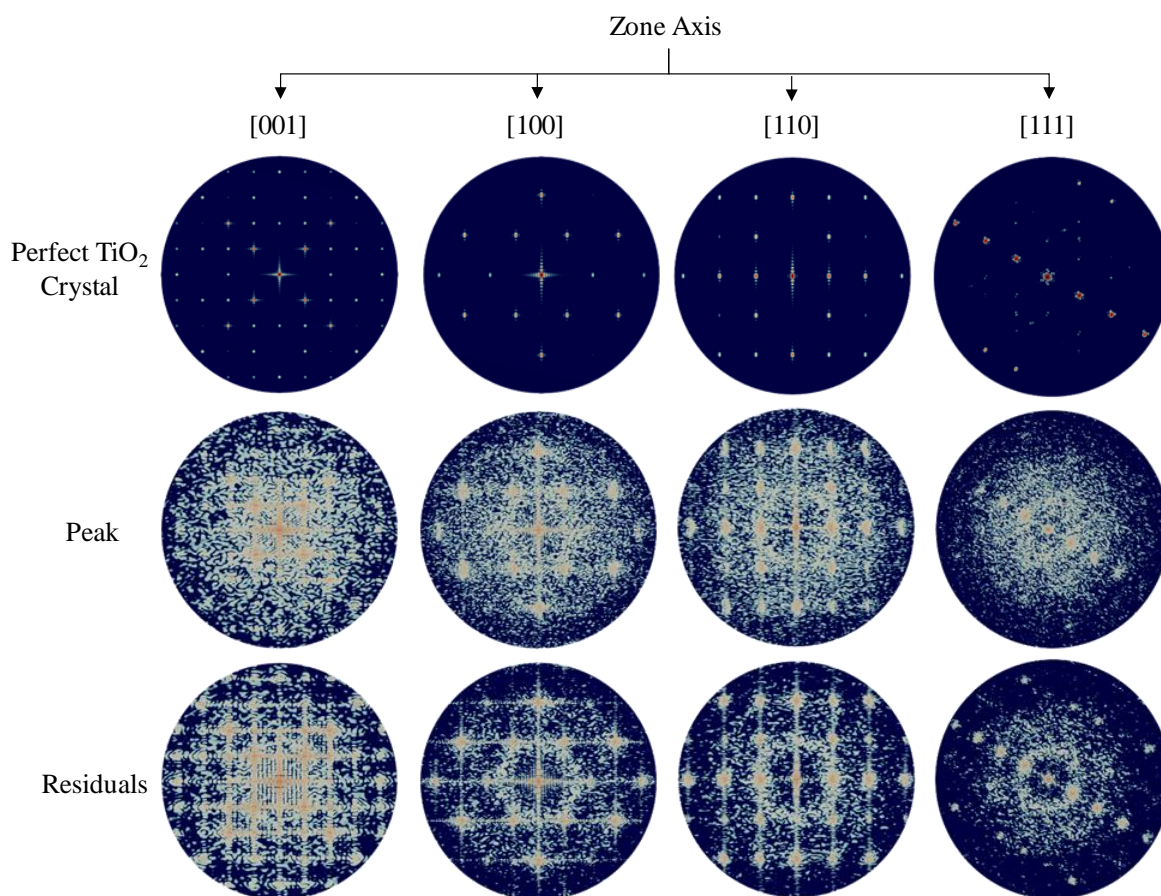 Zone Axis
[001] [100] [110] [111]
Perfect TiO₂
Crystal
Peak
Residuals